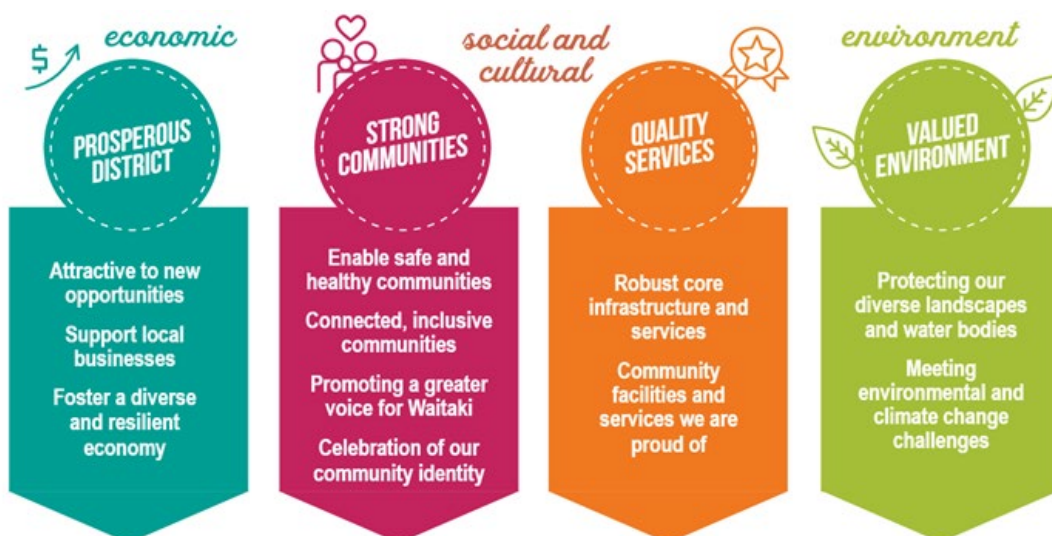 $
economic
PROSPEROUS
DISTRICT
Attractive to new
opportunities
Support local
businesses
Foster a diverse
and resilient
economy
social and
cultural
STRONG
COMMUNITIES
Enable safe and
healthy communities
Connected, inclusive
communities
Promoting a greater
voice for Waitaki
Celebration of our
community identity
QUALITY
SERVICES
Robust core
infrastructure and
services
Community
facilities and
services we are
proud of
environment
VALUED
ENVIRONMENT
Protecting our
diverse landscapes
and water bodies
Meeting
environmental and
climate change
challenges